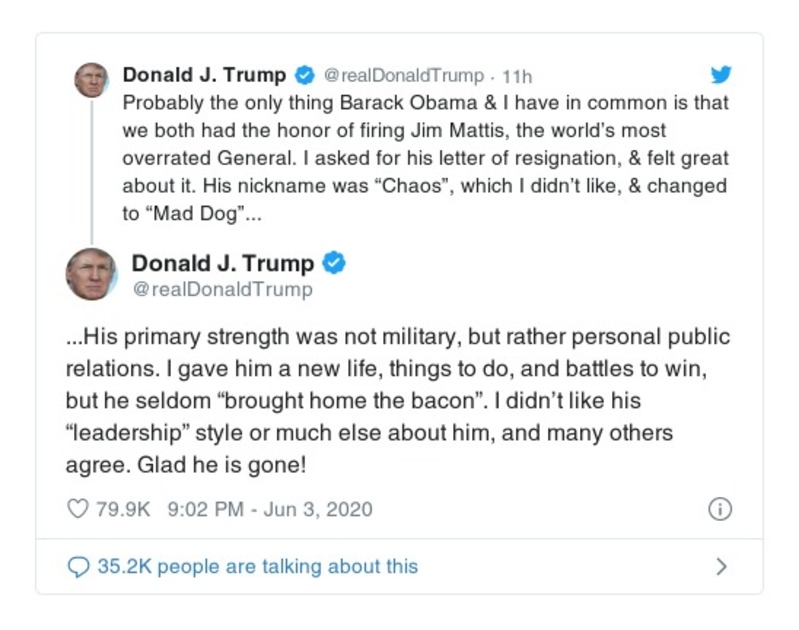 Donald J. Trump @realDonaldTrump · 11h
Probably the only thing Barack Obama & I have in common is that
we both had the honor of firing Jim Mattis, the world’s most
overrated General. I asked for his letter of resignation, & felt great
about it. His nickname was “Chaos”, which I didn’t like, & changed
to “Mad Dog”...
Donald J. Trump
@realDonaldTrump
...His primary strength was not military, but rather personal public
relations. I gave him a new life, things to do, and battles to win,
but he seldom “brought home the bacon”. I didn’t like his
“leadership” style or much else about him, and many others
agree. Glad he is gone!
79.9K 9:02 PM - Jun 3, 2020
35.2K people are talking about this